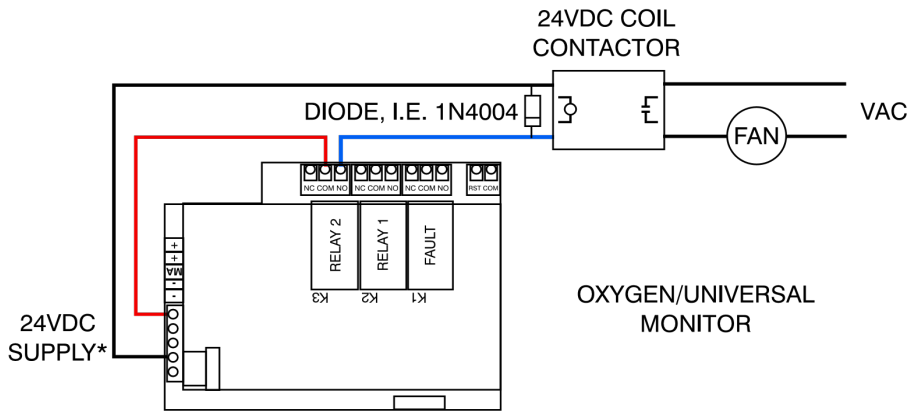 24VDC COIL
CONTACTOR
DIODE, I.E. 1N4004
VAC
FAN
NC COM NO NC COM NO NC COM NO RST COM
RELAY 2
RELAY 1
FAULT
K3
K2
K1
+
+
MA
-
-
24VDC
SUPPLY*
OXYGEN/UNIVERSAL
MONITOR